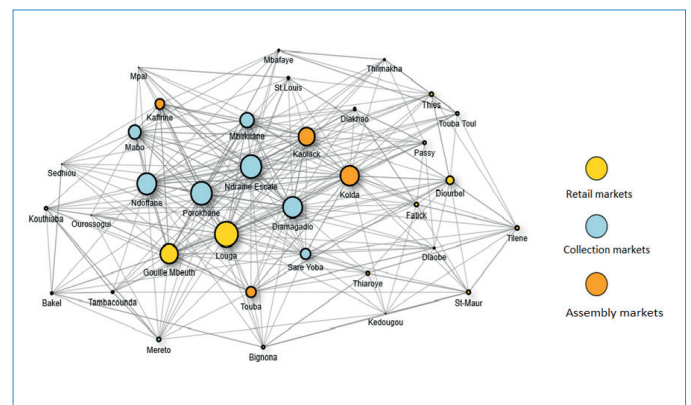 Mbafaye
Thilmakha
Mpal
St.Louis
Thies
Kaffrine
Diakhao
Touba Toul
Mbirkilane
Mabo
Kaolack
Passy
Sedhiou
Ndrame Escale
Kolda
Diourbel
Ndoffane
Porokhane
Kouthiaba
Ourossogui
Diamagadio
Fatick
Louga
Tilene
Gouille Mbeuth
Sare Yoba
Diaobe
Thiaroye
Bakel
Tambacounda
Touba
St-Maur
Kedougou
Mereto
Bignona
Retail markets
Collection markets
Assembly markets